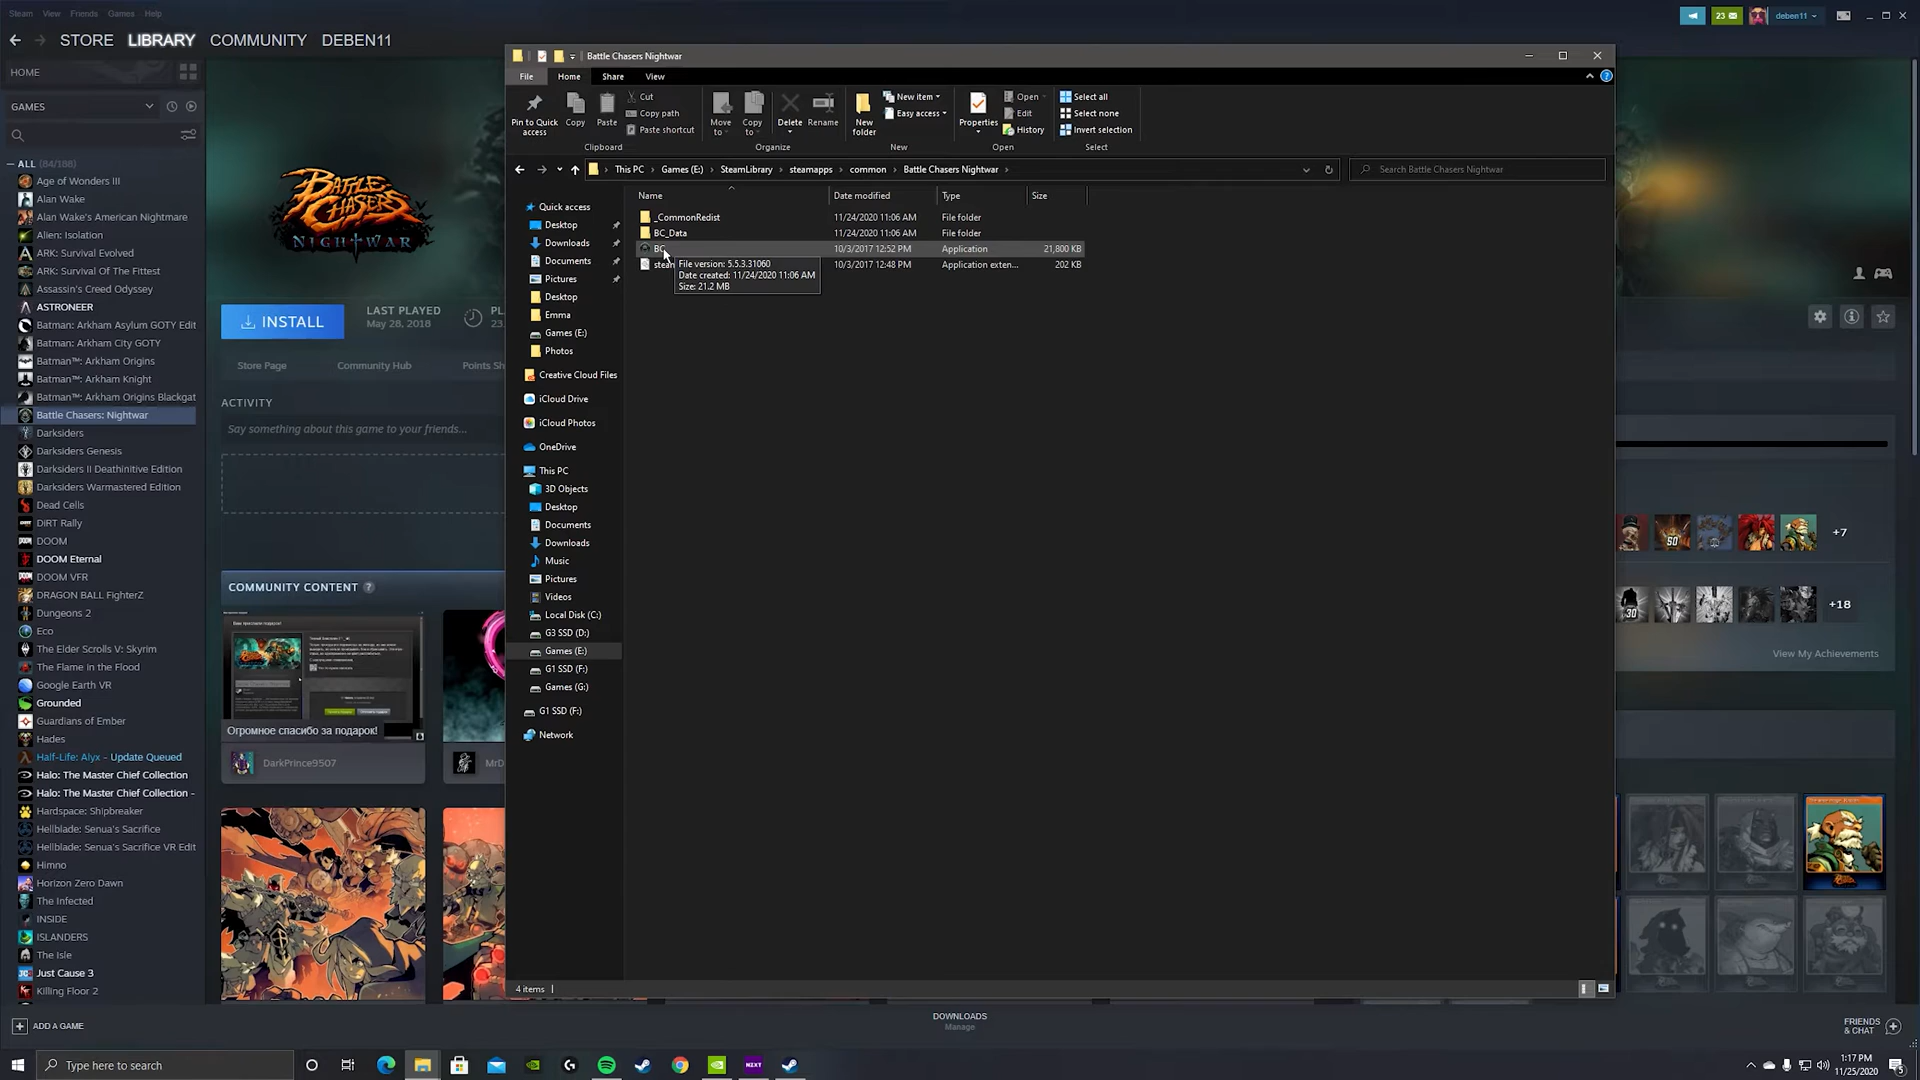 Steam View Friends Games Help
23
deben11
STORE LIBRARY COMMUNITY DEBEN11
HOME
GAMES
ALL (84/188)
Age of Wonders III
Alan Wake
Alan Wake's American Nightmare
Alien: Isolation
ARK: Survival Evolved
ARK: Survival Of The Fittest
Assassin's Creed Odyssey
ASTRONEER
Batman: Arkham Asylum GOTY Edit
Batman: Arkham City GOTY
Batman™: Arkham Origins
Batman™: Arkham Knight
Batman™: Arkham Origins Blackgat
Battle Chasers: Nightwar
Darksiders
Darksiders Genesis
Darksiders II Deathinitive Edition
Darksiders Warmastered Edition
Dead Cells
DiRT Rally
DOOM
DOOM Eternal
DOOM VFR
DRAGON BALL FighterZ
Dungeons 2
Eco
The Elder Scrolls V: Skyrim
The Flame in the Flood
Google Earth VR
Grounded
Guardians of Ember
Hades
Half-Life: Alyx - Update Queued
Halo: The Master Chief Collection
Halo: The Master Chief Collection -
Hardspace: Shipbreaker
Hellblade: Senua's Sacrifice
Hellblade: Senua's Sacrifice VR Edit
Himno
Horizon Zero Dawn
The Infected
INSIDE
ISLANDERS
The Isle
Just Cause 3
Killing Floor 2
ADD A GAME
BATTLE CHASERS
NIGHTWAR
INSTALL
LAST PLAYED
May 28, 2018
PL
23.
Store Page Community Hub Points Sh
ACTIVITY
Say something about this to your friends...
COMMUNITY CONTENT ?
Огромное спасибо за подарок!
DarkPrince9507
MrD
Battle Chasers Nightwar
File Home Share View
Pin to Quick access
Copy
Paste
Cut
Copy path
Paste shortcut
Clipboard
Move to
Copy to
Delete
Rename
Organize
New folder
New item
Easy access
New
Properties
Open
Edit
History
Open
Select all
Select none
Invert selection
Select
This PC > Games (E:) > SteamLibrary > steamapps > common > Battle Chasers Nightwar >
Search Battle Chasers Nightwar
Quick access
Desktop
Downloads
Documents
Pictures
Desktop
Emma
Games (E:)
Photos
Creative Cloud Files
iCloud Drive
iCloud Photos
OneDrive
This PC
3D Objects
Desktop
Documents
Downloads
Music
Pictures
Videos
Local Disk (C:)
G3 SSD (D:)
Games (E:)
G1 SSD (F:)
Games (G:)
G1 SSD (F:)
Network
Name Date modified Type Size
_CommonRedist 11/24/2020 11:06 AM File folder
BC_Data 11/24/2020 11:06 AM File folder
BC 10/3/2017 12:52 PM Application 21,800 KB
steam 10/3/2017 12:48 PM Application exten... 202 KB
File version: 5.5.3.31060
Date created: 11/24/2020 11:06 AM
Size: 21.2 MB
4 items
50
+7
30
+18
View My Achievements
DOWNLOADS
Manage
FRIENDS & CHAT
Type here to search
NZXT
1:17 PM
11/25/2020
5